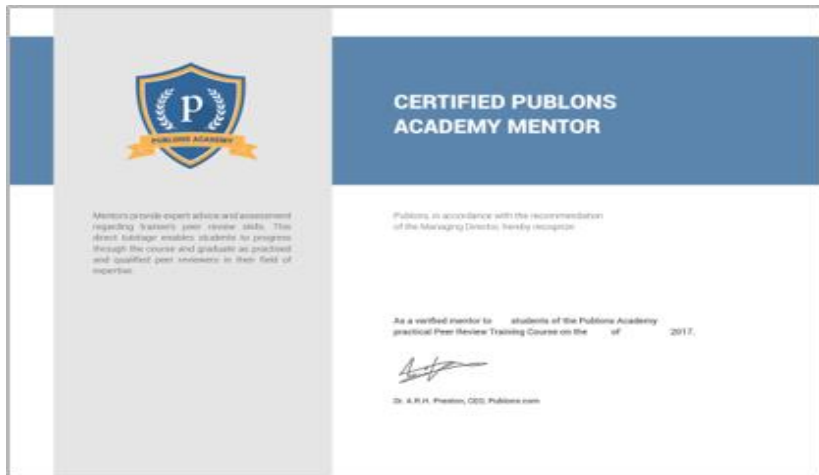 P
PUBLONS ACADEMY
Mentors provide expert advice and assessment
regarding trainees peer review skills. This
direct tutelage enables students to progress
through the course and graduate as practised
and qualified peer reviewers in their field of
expertise.
CERTIFIED PUBLONS
ACADEMY MENTOR
Publons, in accordance with the recommendation
of the Managing Director, hereby recognize
As a verified mentor to students of the Publons Academy
practical Peer Review Training Course on the of 2017.
Dr. A.R.H. Preston, CEO, Publons.com